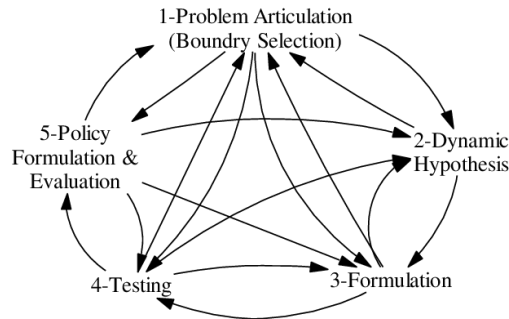 1-Problem Articulation
(Boundry Selection)
5-Policy
Formulation &
Evaluation
2-Dynamic
Hypothesis
4-Testing
3-Formulation